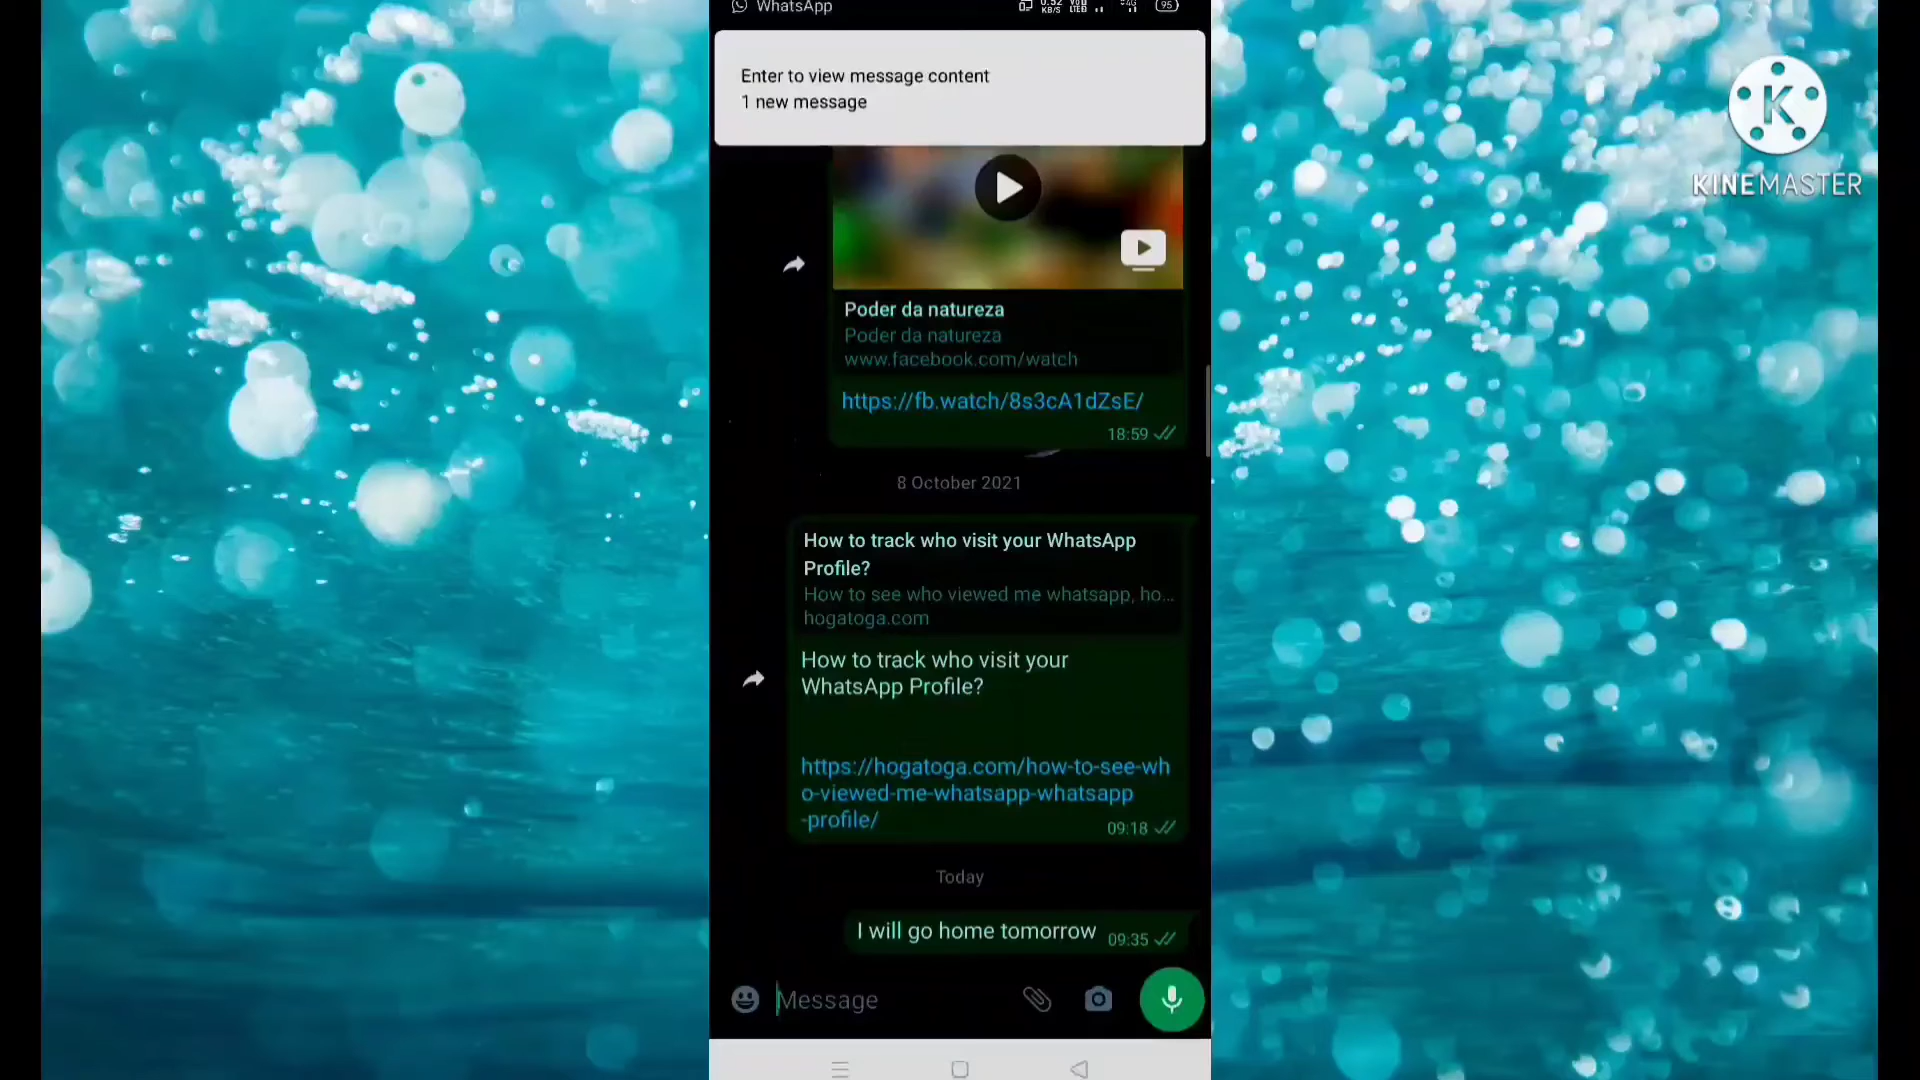 WhatsApp
0.52
KB/S
95
Enter to view message content
1 new message
KINEMASTER
Poder da natureza
Poder da natureza
www.facebook.com/watch
https://fb.watch/8s3cA1dZsE/
18:59
8 October 2021
How to track who visit your WhatsApp
Profile?
How to see who viewed me whatsapp, ho...
hogatoga.com
How to track who visit your
WhatsApp Profile?
https://hogatoga.com/how-to-see-wh
o-viewed-me-whatsapp-whatsapp
-profile/
09:18
Today
I will go home tomorrow 09:35
Message